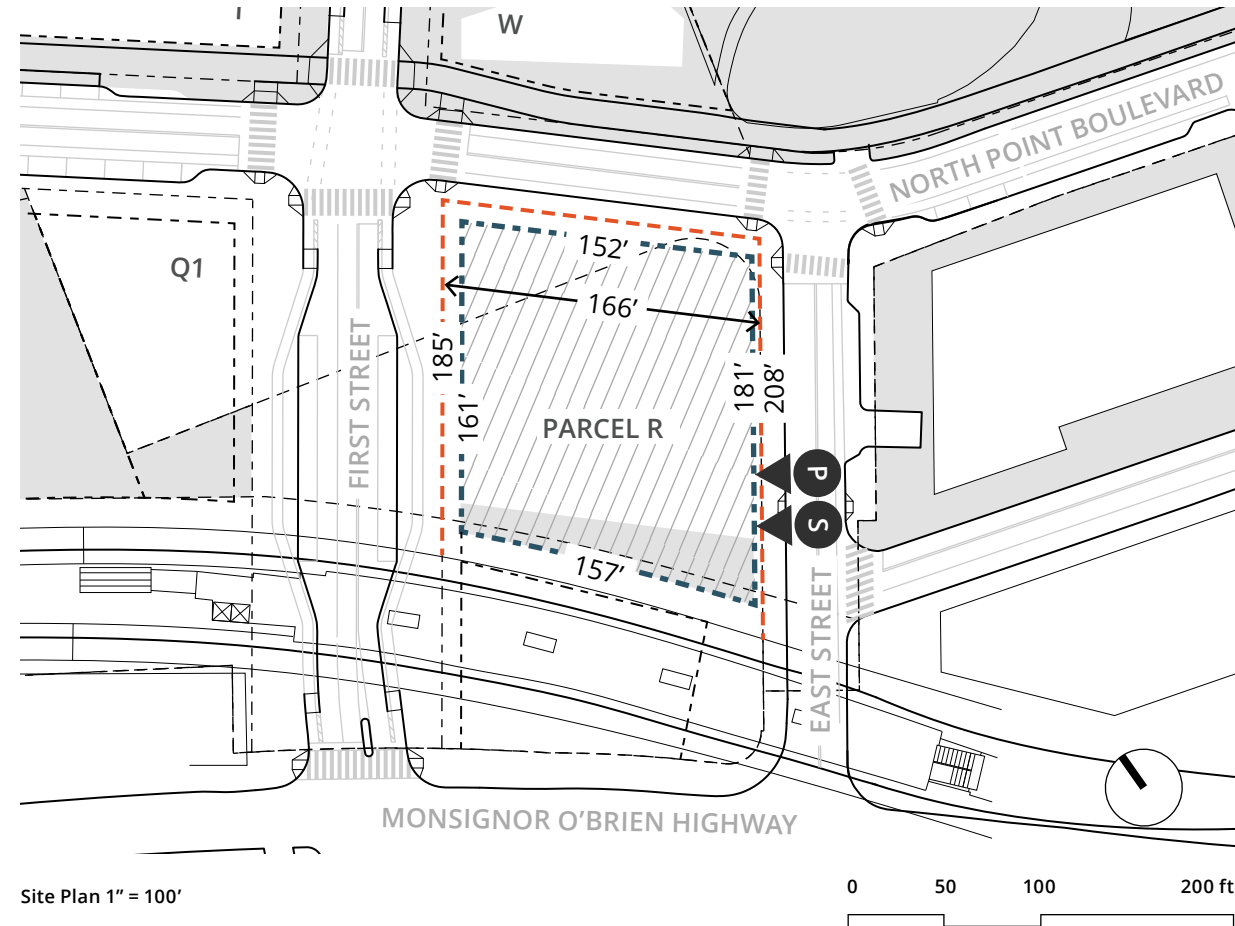 W
NORTH POINT BOULEVARD
Q1
152’
166’
FIRST STREET
185’
161’
181’
208’
PARCEL R
P
S
157’
EAST STREET
MONSIGNOR O’BRIEN HIGHWAY
Site Plan 1” = 100’
0 50 100 200 ft